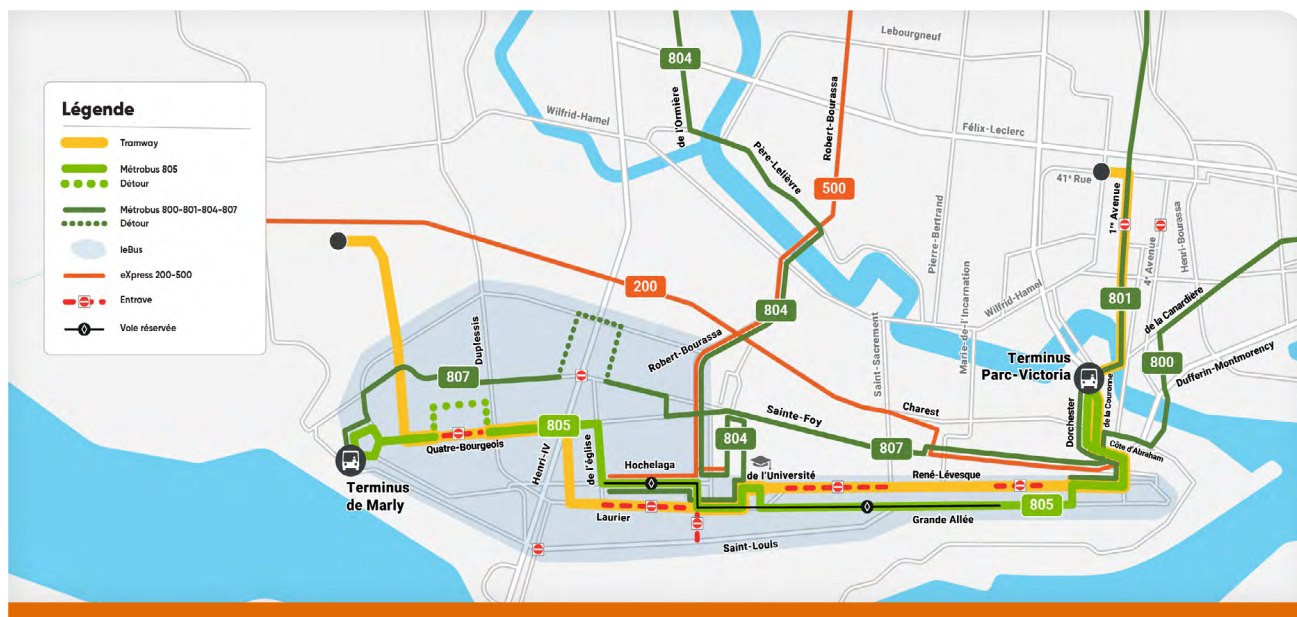 Légende
Tramway
Métrobus 805
Détour
Métrobus 800-801-804-807
Détour
leBus
eXpress 200-500
Entrave
Voie réservée
Lebourgneuf
804
Wilfrid-Hamel
de l'Ormière
Robert-Bourassa
Félix-Leclerc
Père-Lelièvre
41e Rue
500
1re Avenue
4e Avenue
Henri-Bourassa
Pierre-Bertrand
200
801
804
Wilfrid-Hamel
de la Canardière
Marie-de-l'Incarnation
Duplessis
Robert-Bourassa
Saint-Sacrement
Terminus
Parc-Victoria
800
Dufferin-Montmorency
807
de la Couronne
Charest
Sainte-Foy
Dorchester
805
804
807
Côte d'Abraham
Quatre-Bourgeois
Henri-IV
de l'église
Hochelaga
de l'Université
René-Lévesque
Terminus
de Marly
Laurier
Grande Allée
805
Saint-Louis